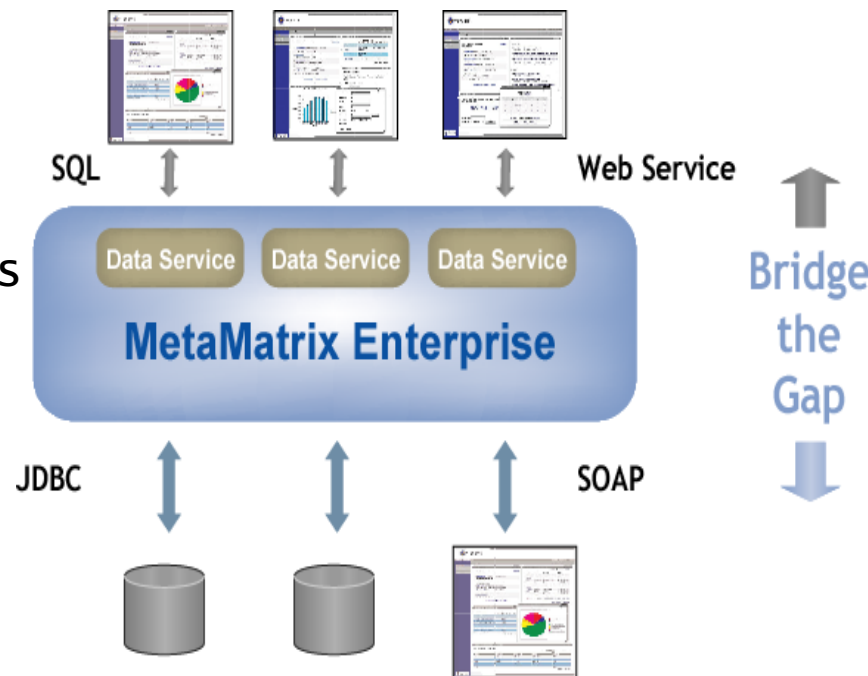 SQL
Web Service
s
Data Service
Data Service
Data Service
MetaMatrix Enterprise
Bridge
the
Gap
JDBC
SOAP